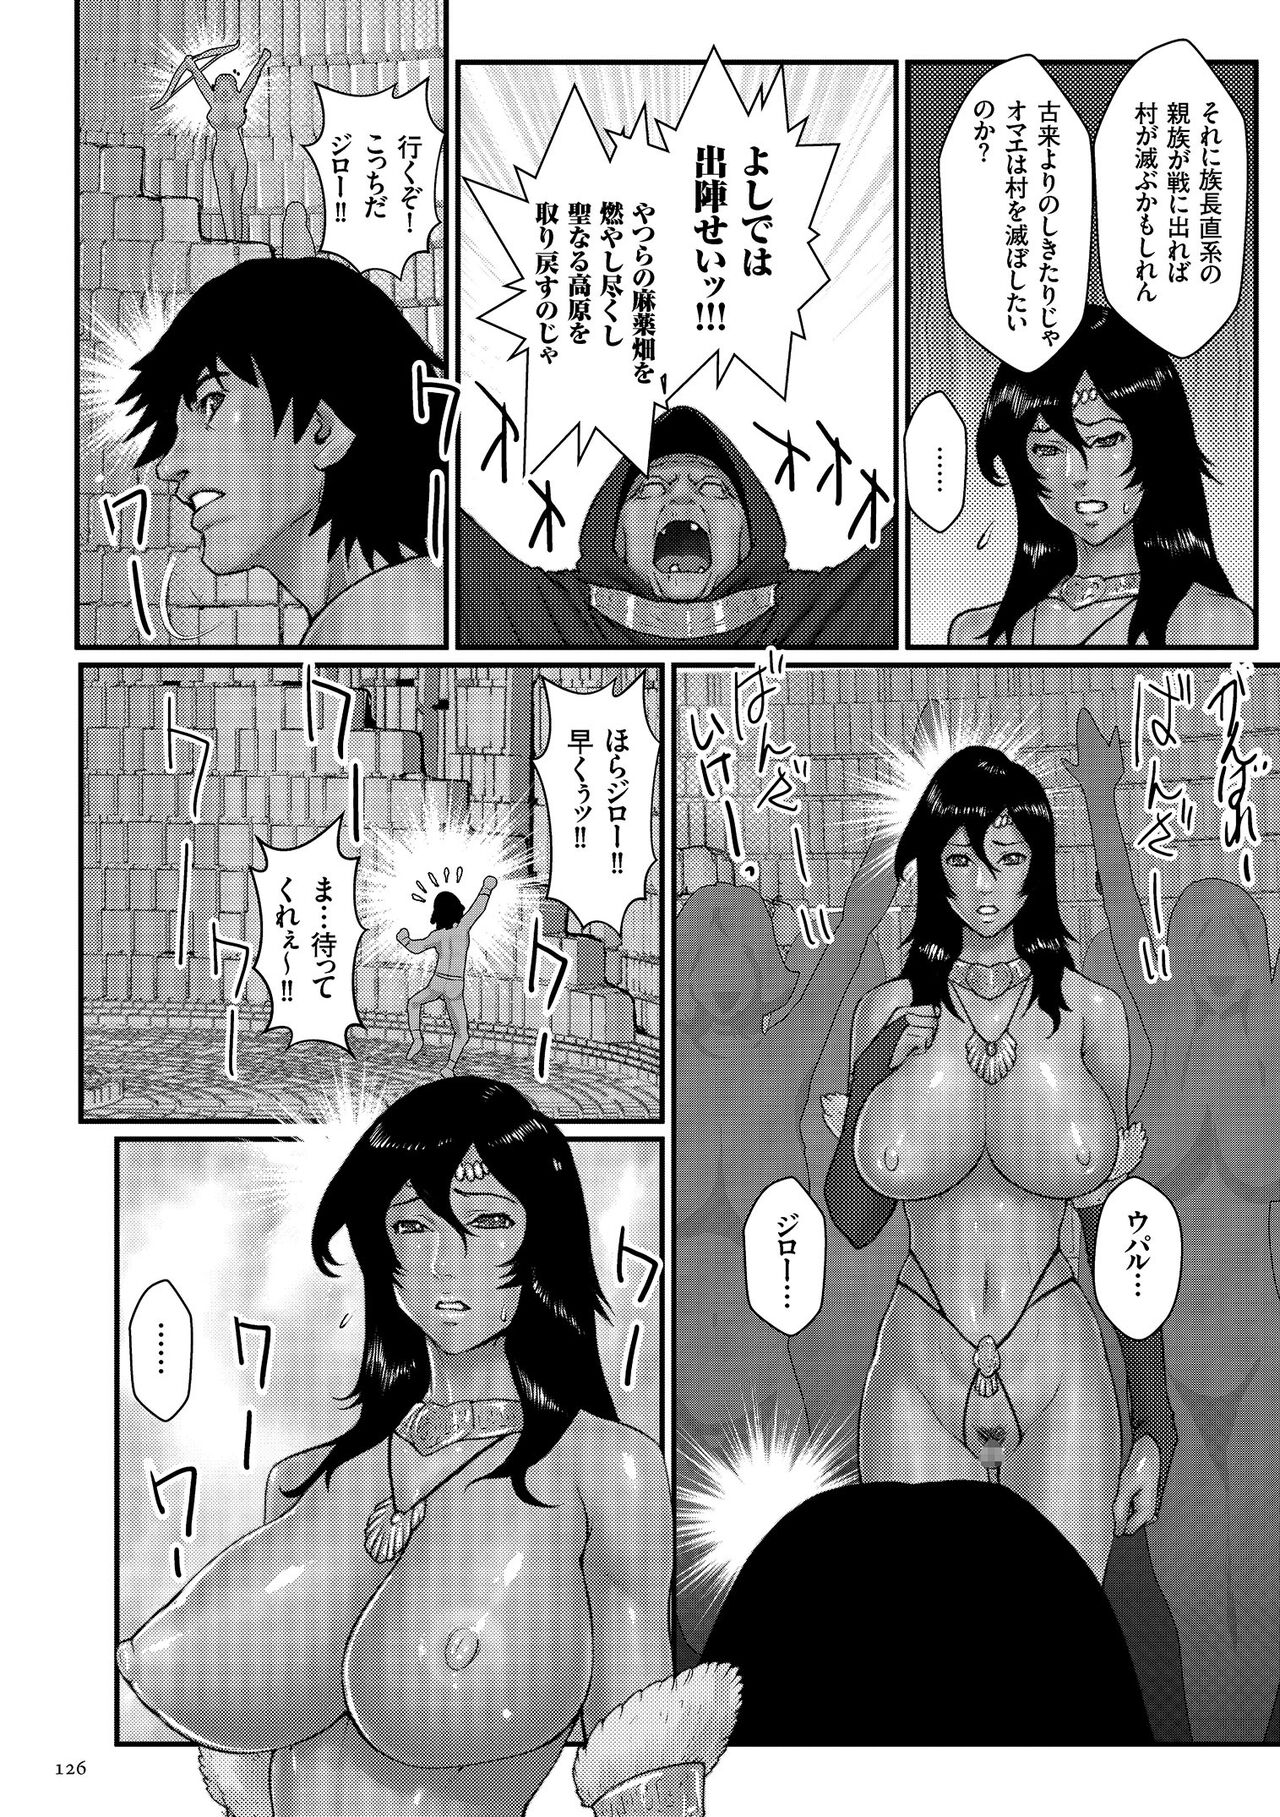 それに族長直系の
親族が戦に出れば
村が滅ぶかもしれん
古来よりのしきたりじゃ
オマエは村を滅ぼしたい
のか？
……
よしでは
出陣せいッ!!!
やつらの麻薬畑を
燃やし尽くし
聖なる高原を
取り戻すのじゃ
オオオ
オオ
行くぞ！
こっちだ
ジロー!!
ワー
ワー
がんばれー
ばんざーい
ばんざーい
いけー。
ウパル…
ジロー…
ほらジロー!!
早くぅッ!!
ま…待って
くれぇ〜!!
ワー
ワー
ワー
ワー
……
ワー
ワー
ワー
126